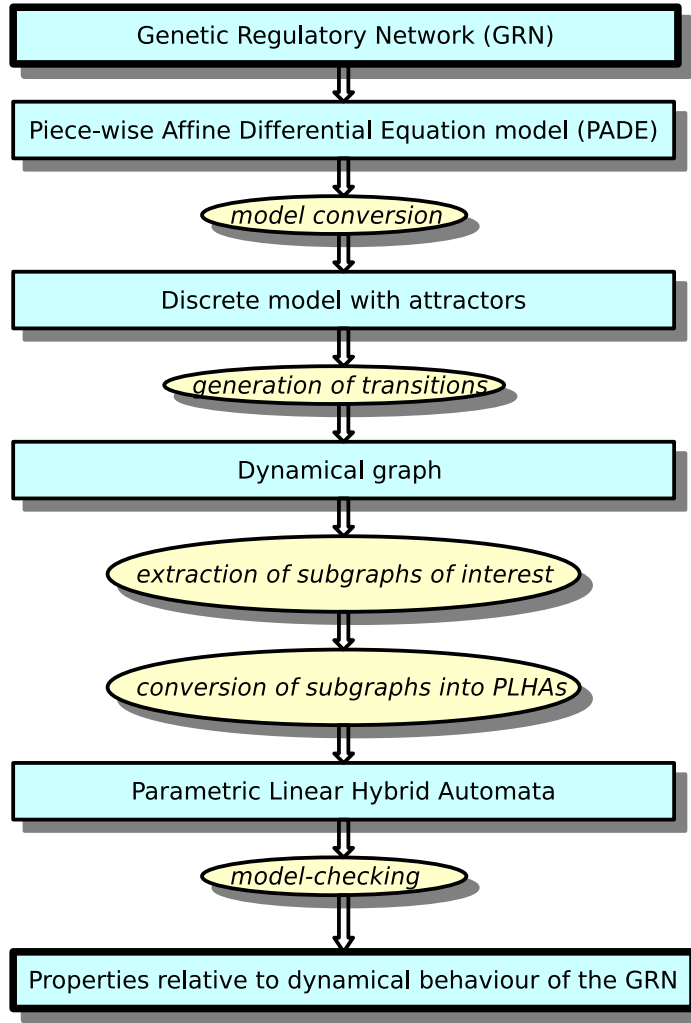 Genetic Regulatory Network (GRN)
Piece-wise Affine Differential Equation model (PADE)
model conversion
Discrete model with attractors
generation of transitions
Dynamical graph
extraction of subgraphs of interest
conversion of subgraphs into PLHAs
Parametric Linear Hybrid Automata
model-checking
Properties relative to dynamical behaviour of the GRN